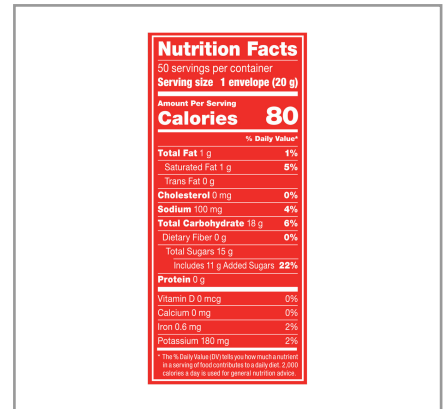 Nutrition Facts
50 servings per container
Serving size 1 envelope (20 g)
Amount Per Serving
Calories 80
% Daily Value*
Total Fat 1 g 1%
Saturated Fat 1 g 5%
Trans Fat 0 g
Cholesterol 0 mg 0%
Sodium 100 mg 4%
Total Carbohydrate 18 g 6%
Dietary Fiber 0 g 0%
Total Sugars 15 g
Includes 11 g Added Sugars 22%
Protein 0 g
Vitamin D 0 mcg 0%
Calcium 0 mg 0%
Iron 0.6 mg 2%
Potassium 180 mg 2%
* The % Daily Value (DV) tells you how much a nutrient
in a serving of food contributes to a daily diet. 2,000
calories a day is used for general nutrition advice.